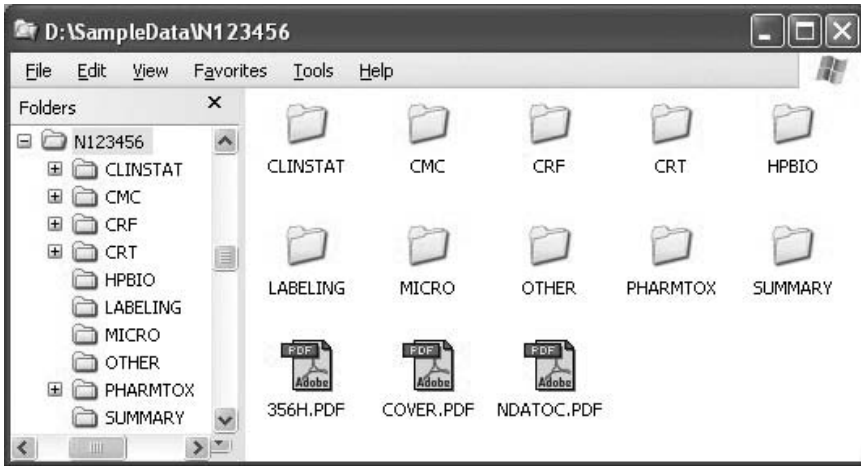 D:\SampleData\N123456
File Edit View Favorites Tools Help
Folders
N123456
CLINSTAT
CMC
CRF
CRT
HPBIO
LABELING
MICRO
OTHER
PHARMTOX
SUMMARY
CLINSTAT CMC CRF CRT HPBIO
LABELING MICRO OTHER PHARMTOX SUMMARY
PDF PDF PDF
Adobe Adobe Adobe
356H.PDF COVER.PDF NDATOC.PDF